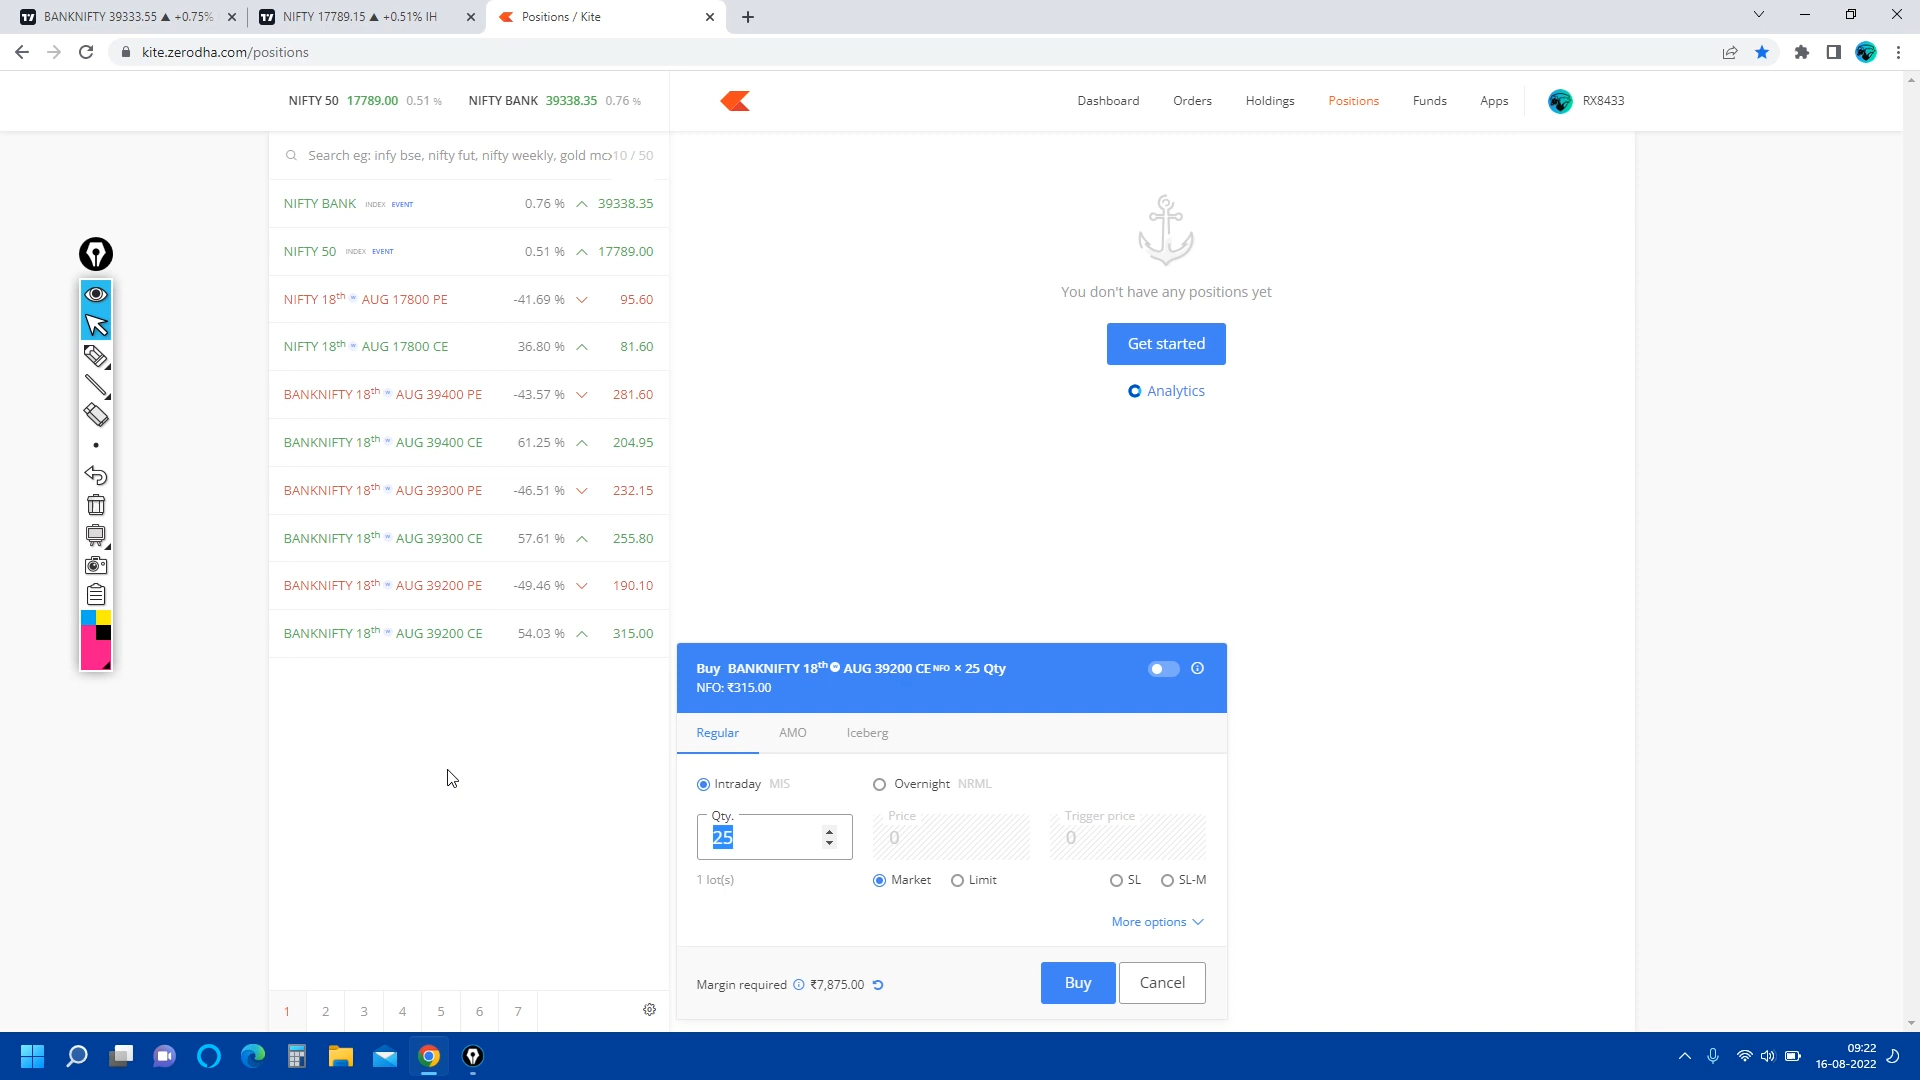 BANKNIFTY 39333.55 ▲ +0.75%
NIFTY 17789.15 ▲ +0.51% IH
Positions / Kite
kite.zerodha.com/positions
NIFTY 50 17789.00 0.51 %
NIFTY BANK 39338.35 0.76 %
Dashboard
Orders
Holdings
Positions
Funds
Apps
RX8433
Search eg: infy bse, nifty fut, nifty weekly, gold mcx
10 / 50
NIFTY BANK INDEX EVENT 0.76 % 39338.35
NIFTY 50 INDEX EVENT 0.51 % 17789.00
NIFTY 18th w AUG 17800 PE -41.69 % 95.60
NIFTY 18th w AUG 17800 CE 36.80 % 81.60
BANKNIFTY 18th w AUG 39400 PE -43.57 % 281.60
BANKNIFTY 18th w AUG 39400 CE 61.25 % 204.95
BANKNIFTY 18th w AUG 39300 PE -46.51 % 232.15
BANKNIFTY 18th w AUG 39300 CE 57.61 % 255.80
BANKNIFTY 18th w AUG 39200 PE -49.46 % 190.10
BANKNIFTY 18th w AUG 39200 CE 54.03 % 315.00
You don't have any positions yet
Get started
Analytics
Buy BANKNIFTY 18th w AUG 39200 CE NFO × 25 Qty
NFO: ₹315.00
Regular
AMO
Iceberg
Intraday MIS
Overnight NRML
Qty.
25
Price
0
Trigger price
0
1 lot(s)
Market
Limit
SL
SL-M
More options
Margin required ₹7,875.00
Buy
Cancel
1 2 3 4 5 6 7
09:22
16-08-2022